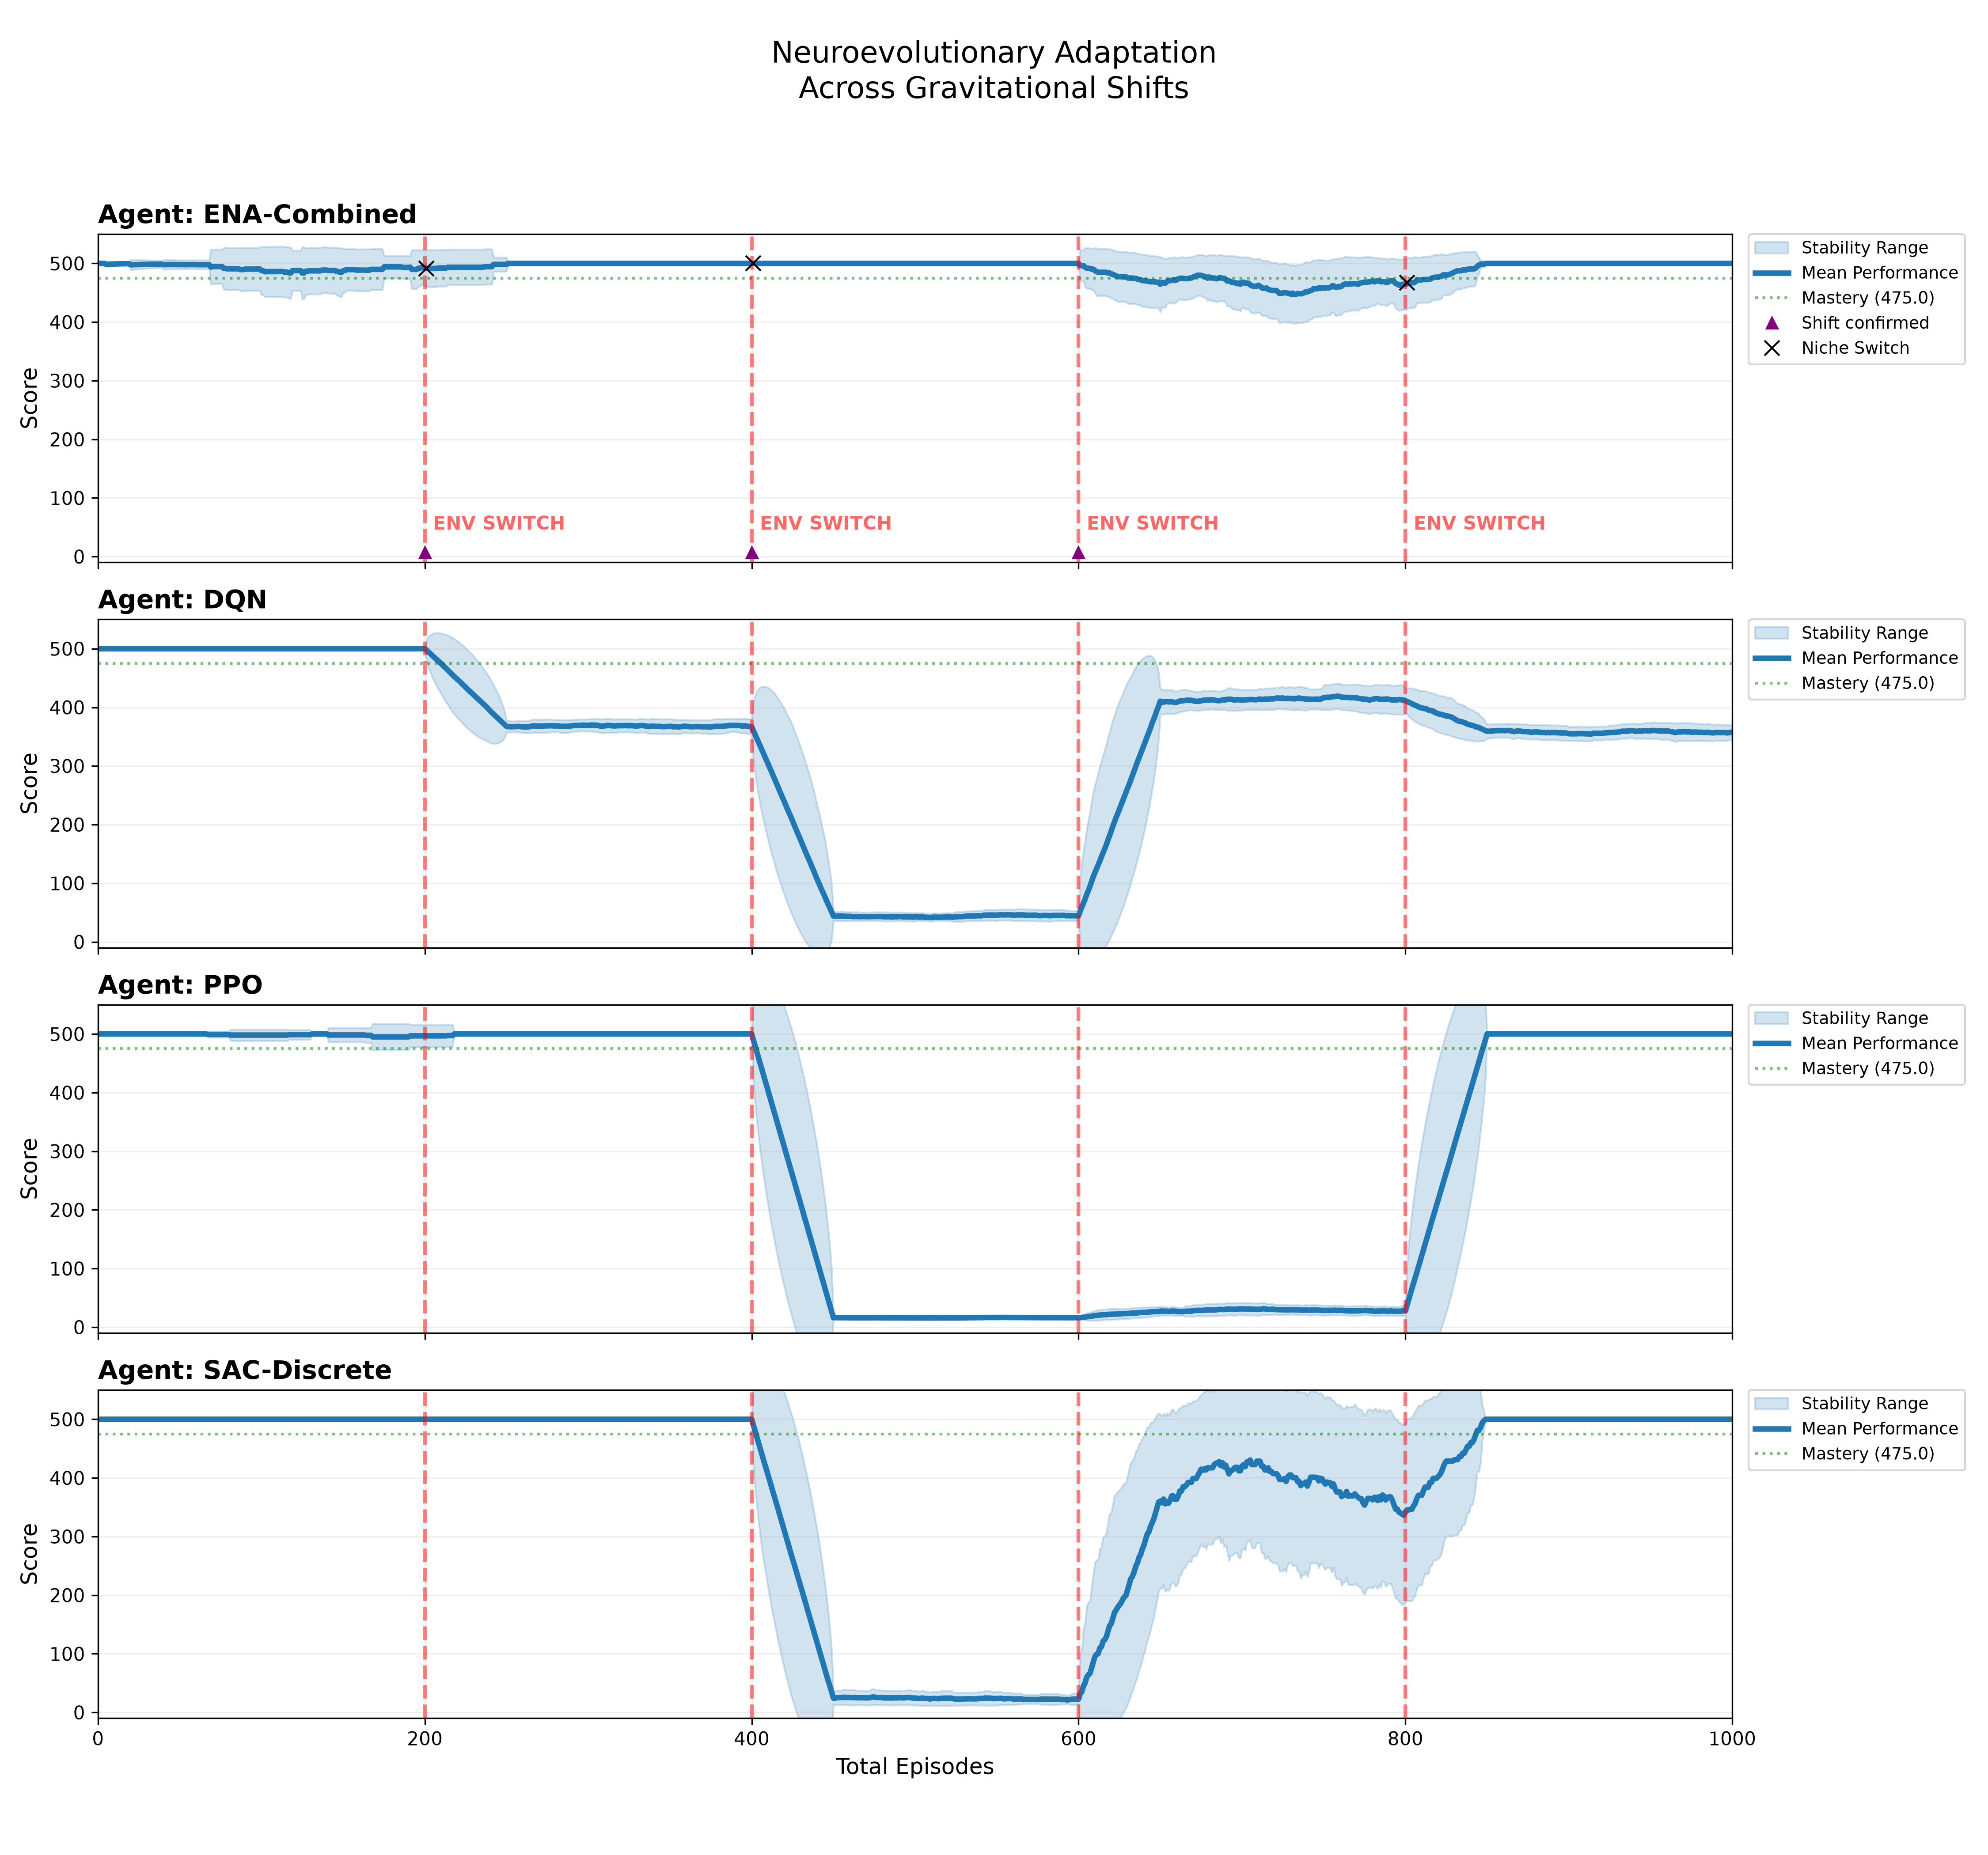 Neuroevolutionary Adaptation
Across Gravitational Shifts
Agent: ENA-Combined
Score
500
400
300
200
100
0
ENV SWITCH
ENV SWITCH
ENV SWITCH
ENV SWITCH
Stability Range
Mean Performance
Mastery (475.0)
Shift confirmed
Niche Switch
Agent: DQN
Score
500
400
300
200
100
0
Stability Range
Mean Performance
Mastery (475.0)
Agent: PPO
Score
500
400
300
200
100
0
Stability Range
Mean Performance
Mastery (475.0)
Agent: SAC-Discrete
Score
500
400
300
200
100
0
Stability Range
Mean Performance
Mastery (475.0)
0
200
400
600
800
1000
Total Episodes